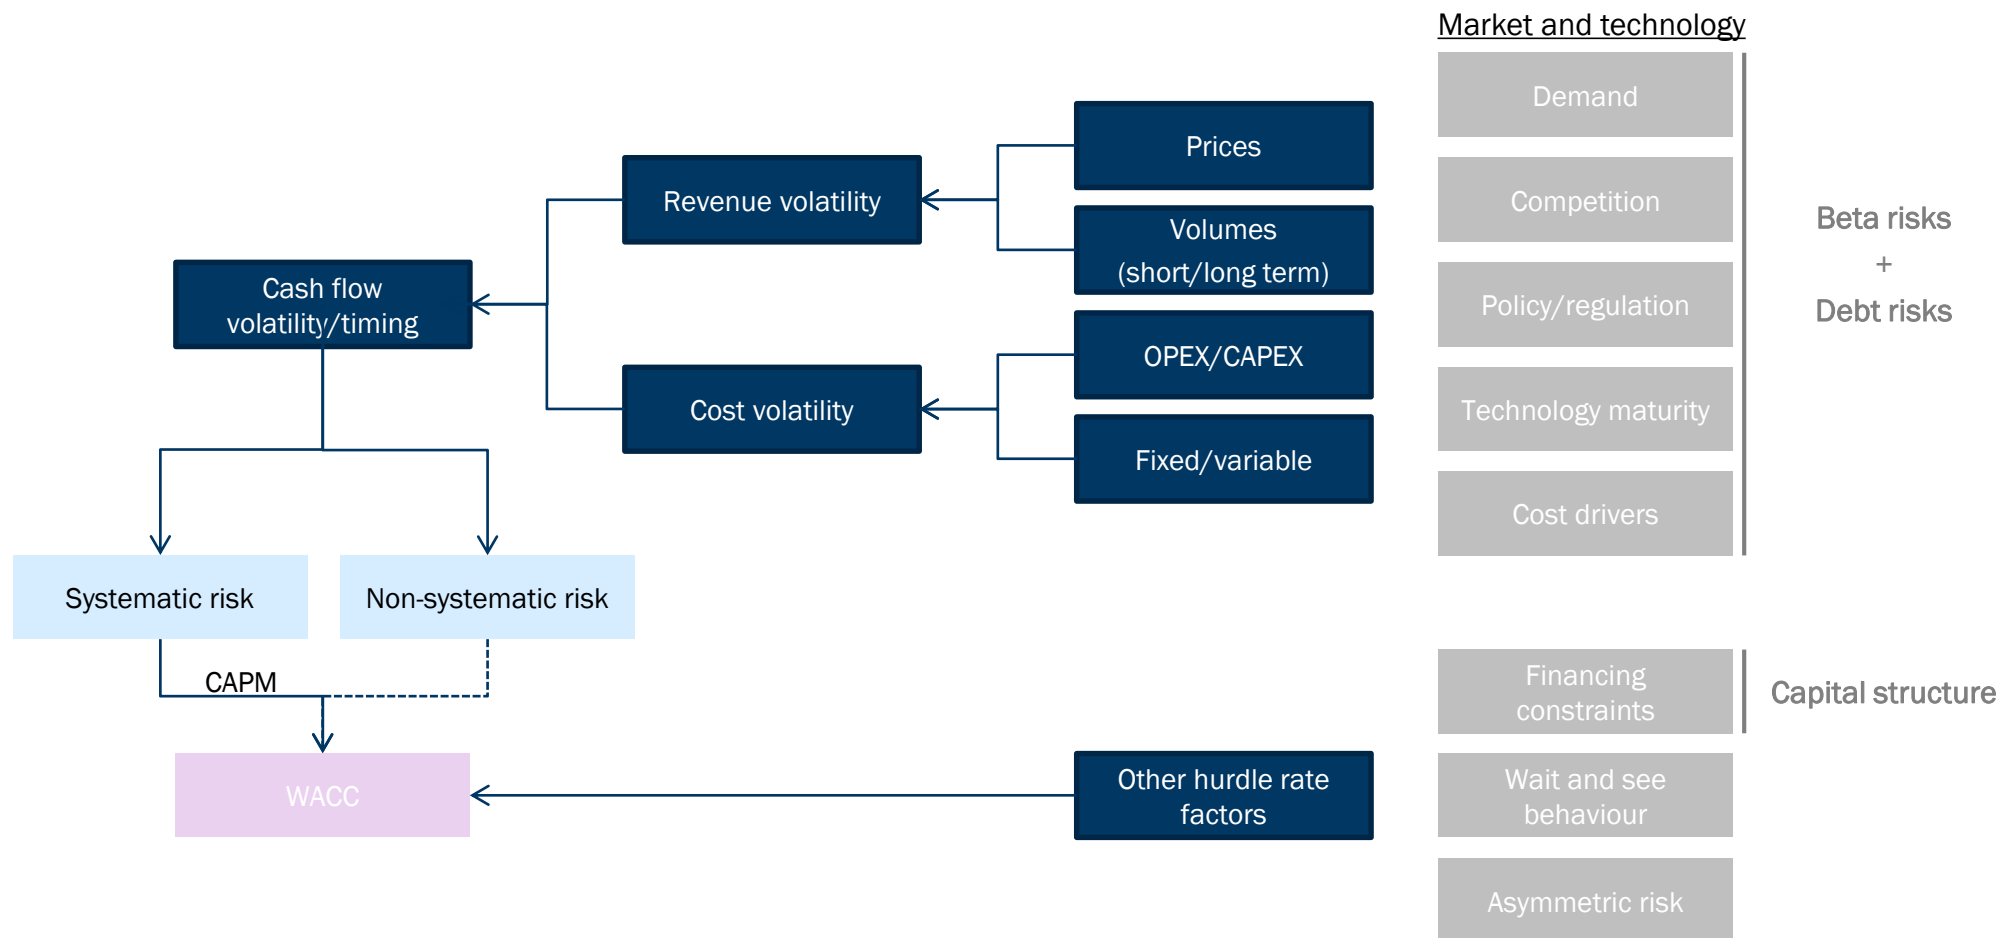 Market and technology
Demand
Prices
Competition
Revenue volatility
Volumes
(short/long term)
Beta risks
+
Debt risks
Cash flow
volatility/timing
Policy/regulation
OPEX/CAPEX
Cost volatility
Technology maturity
Fixed/variable
Cost drivers
Systematic risk
Non-systematic risk
CAPM
Financing
constraints
Capital structure
WACC
Other hurdle rate
factors
Wait and see
behaviour
Asymmetric risk